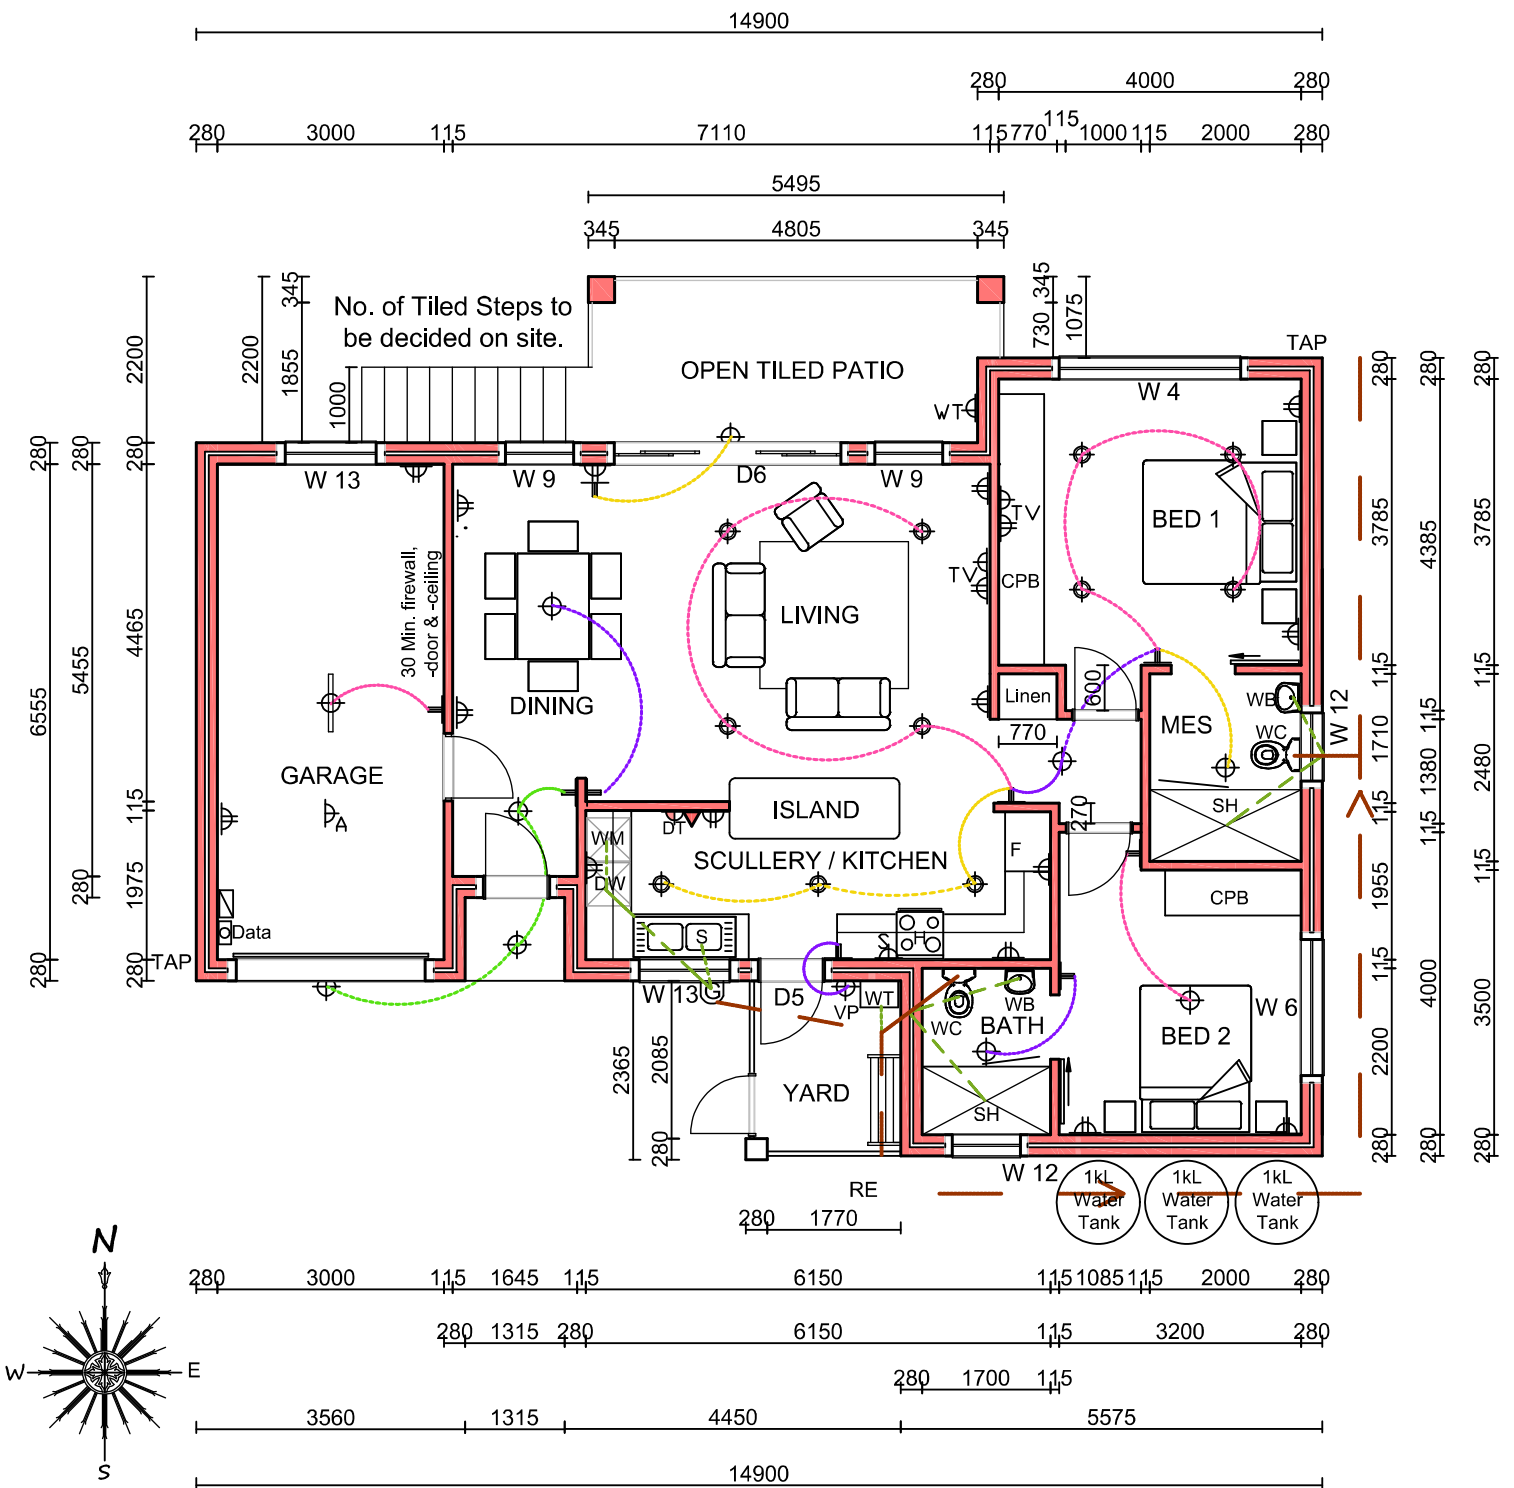 14900
280 4000 280
280 3000 115 7110 115 770 115 1000 115 2000 280
5495
345 4805 345
2200
2200
345
1855
1000
No. of Tiled Steps to
be decided on site.
OPEN TILED PATIO
345
730
1075
TAP
WT
W 4
W 13
W 9
D6
W 9
280
280
280
280
280
280
6555
5455
4465
115
1975
280
280
280
30 Min. firewall,
-door & -ceiling
TV
TV
CPB
BED 1
LIVING
DINING
Linen
600
770
MES
WB
WC
W 12
SH
3785
4385
3785
115
115
1710
115
1380
2480
115
115
115
1955
115
4000
3500
2200
280
280
280
GARAGE
A
ISLAND
DT
WM
DW
SCULLERY / KITCHEN
F
270
CPB
Data
TAP
S
S
H
W 13
G
D5
VP
WT
WC
WB
BATH
W 6
BED 2
2365
2085
280
YARD
SH
RE
W 12
1kL
Water
Tank
1kL
Water
Tank
1kL
Water
Tank
280 1770
N
W
E
S
280 3000 115 1645 115 6150 115 1085 115 2000 280
280 1315 280 6150 115 3200 280
280 1700 115
3560 1315 4450 5575
14900